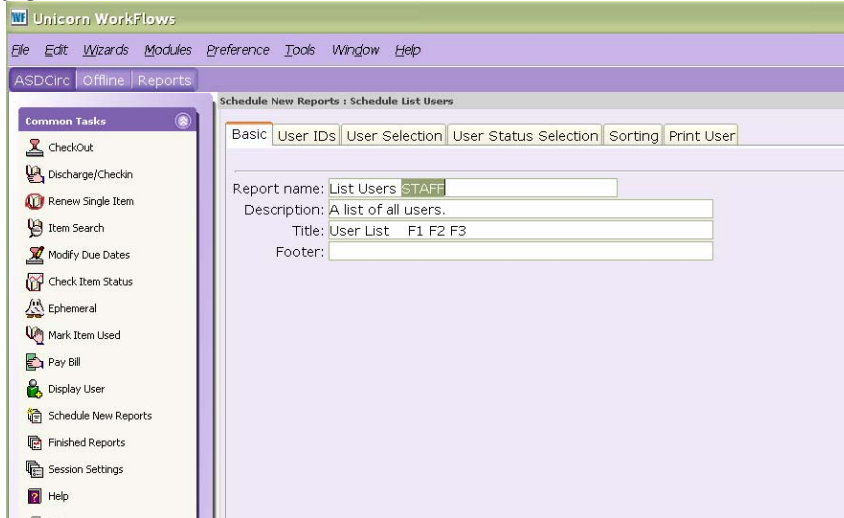 Unicorn WorkFlows
File Edit Wizards Modules Preference Tools Window Help
ASDCirc Offline Reports
Schedule New Reports : Schedule List Users
Common Tasks
Basic User IDs User Selection User Status Selection Sorting Print User
CheckOut
Discharge/Checkin
Renew Single Item
Item Search
Modify Due Dates
Check Item Status
Ephemeral
Mark Item Used
Pay Bill
Display User
Schedule New Reports
Finished Reports
Session Settings
Help
Report name: List Users STAFF
Description: A list of all users.
Title: User List F1 F2 F3
Footer: